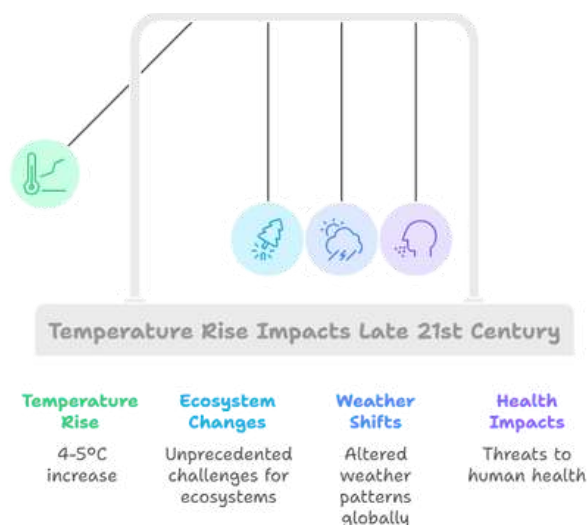 Temperature Rise Impacts Late 21st Century
Temperature
Rise
4-5°C
increase
Ecosystem
Changes
Unprecedented
challenges for
ecosystems
Weather
Shifts
Altered
weather
patterns
globally
Health
Impacts
Threats to
human health